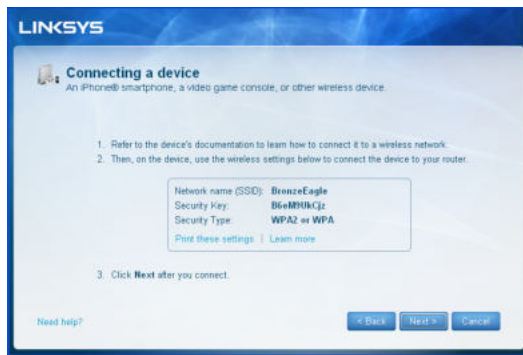 LINKSYS
Connecting a device
An iPhone® smartphone, a video game console, or other wireless device.
1. Refer to the device's documentation to learn how to connect it to a wireless network.
2. Then, on the device, use the wireless settings below to connect the device to your router.
Network name (SSID): BronzeEagle
Security Key: B6eM9UkCjz
Security Type: WPA2 or WPA
Print these settings | Learn more
3. Click Next after you connect.
Need help?
< Back Next > Cancel